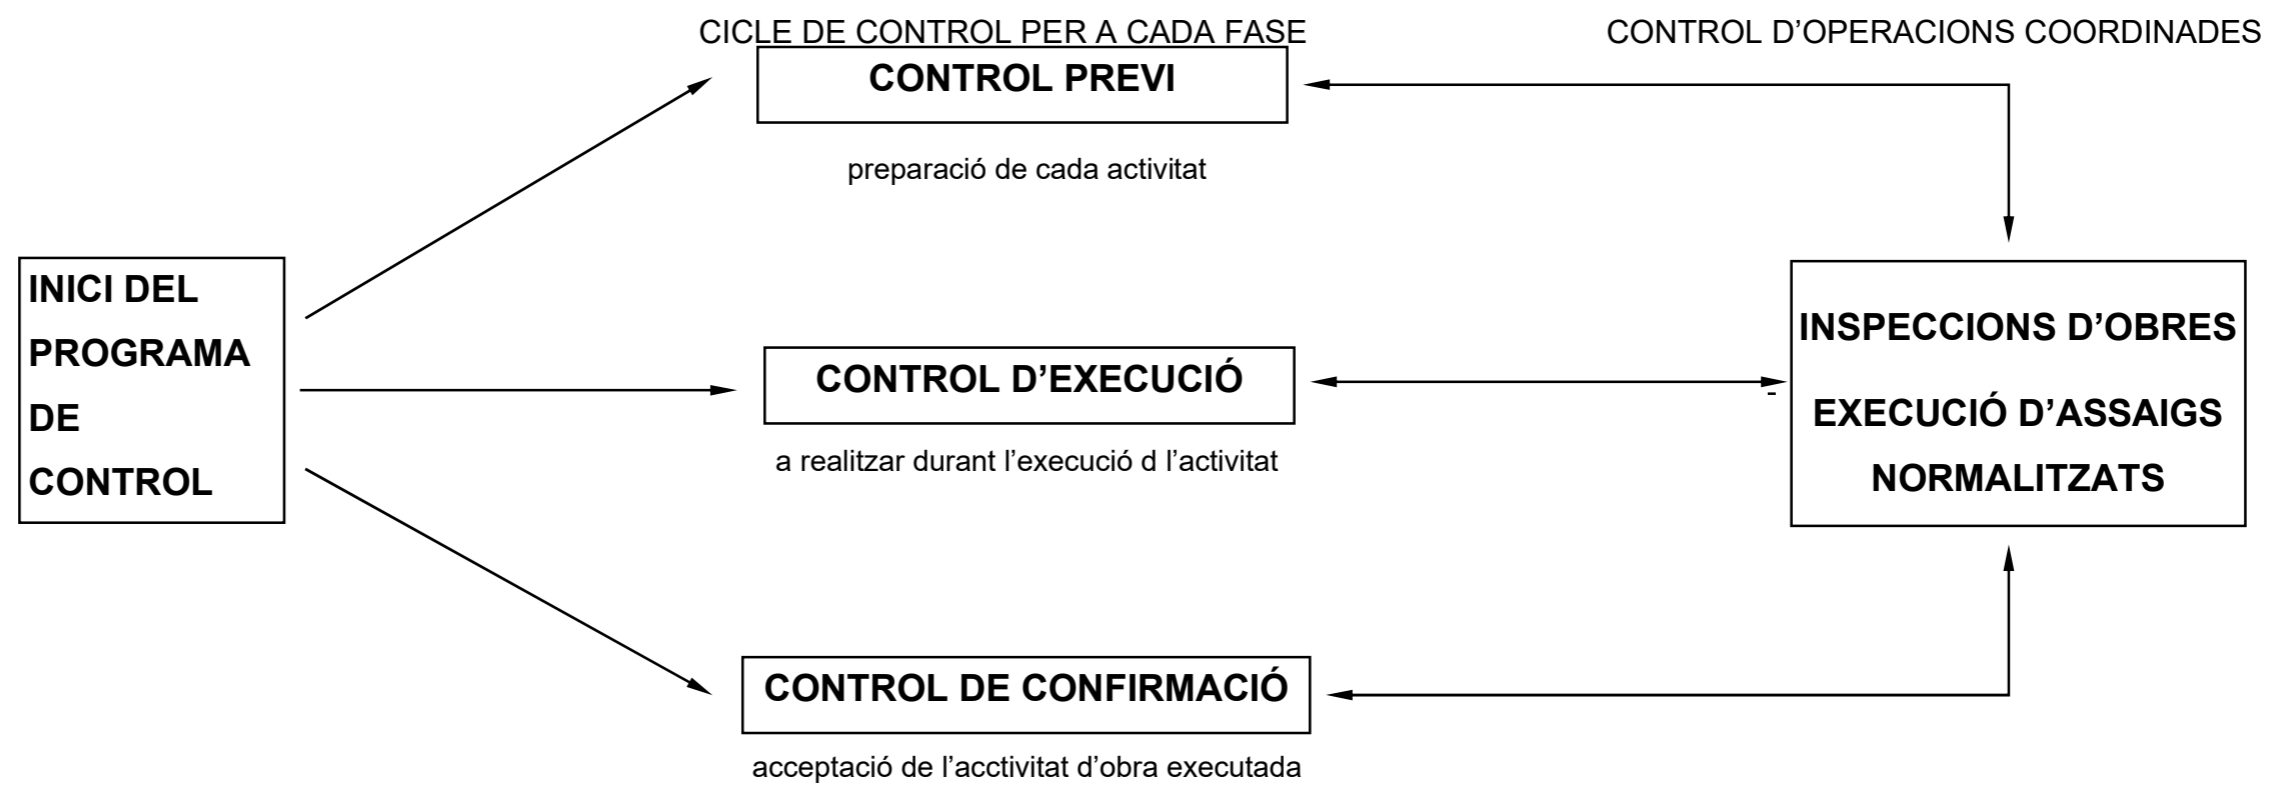 CICLE DE CONTROL PER A CADA FASE
CONTROL D’OPERACIONS COORDINADES
CONTROL PREVI
preparació de cada activitat
INICI DEL
PROGRAMA
DE
CONTROL
CONTROL D’EXECUCIÓ
a realitzar durant l’execució d l’activitat
INSPECCIONS D’OBRES
-
EXECUCIÓ D’ASSAIGS
NORMALITZATS
CONTROL DE CONFIRMACIÓ
acceptació de l’acctivitat d’obra executada